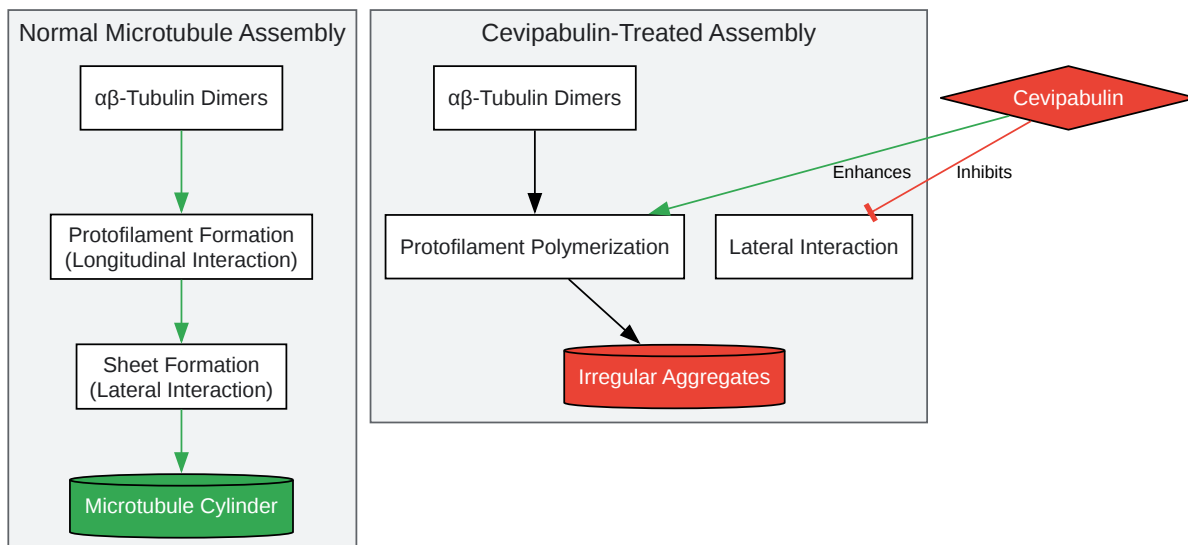 Normal Microtubule Assembly
αβ-Tubulin Dimers
Protofilament Formation
(Longitudinal Interaction)
Sheet Formation
(Lateral Interaction)
Microtubule Cylinder
Cevipabulin-Treated Assembly
αβ-Tubulin Dimers
Cevipabulin
Enhances
Inhibits
Protofilament Polymerization
Lateral Interaction
Irregular Aggregates